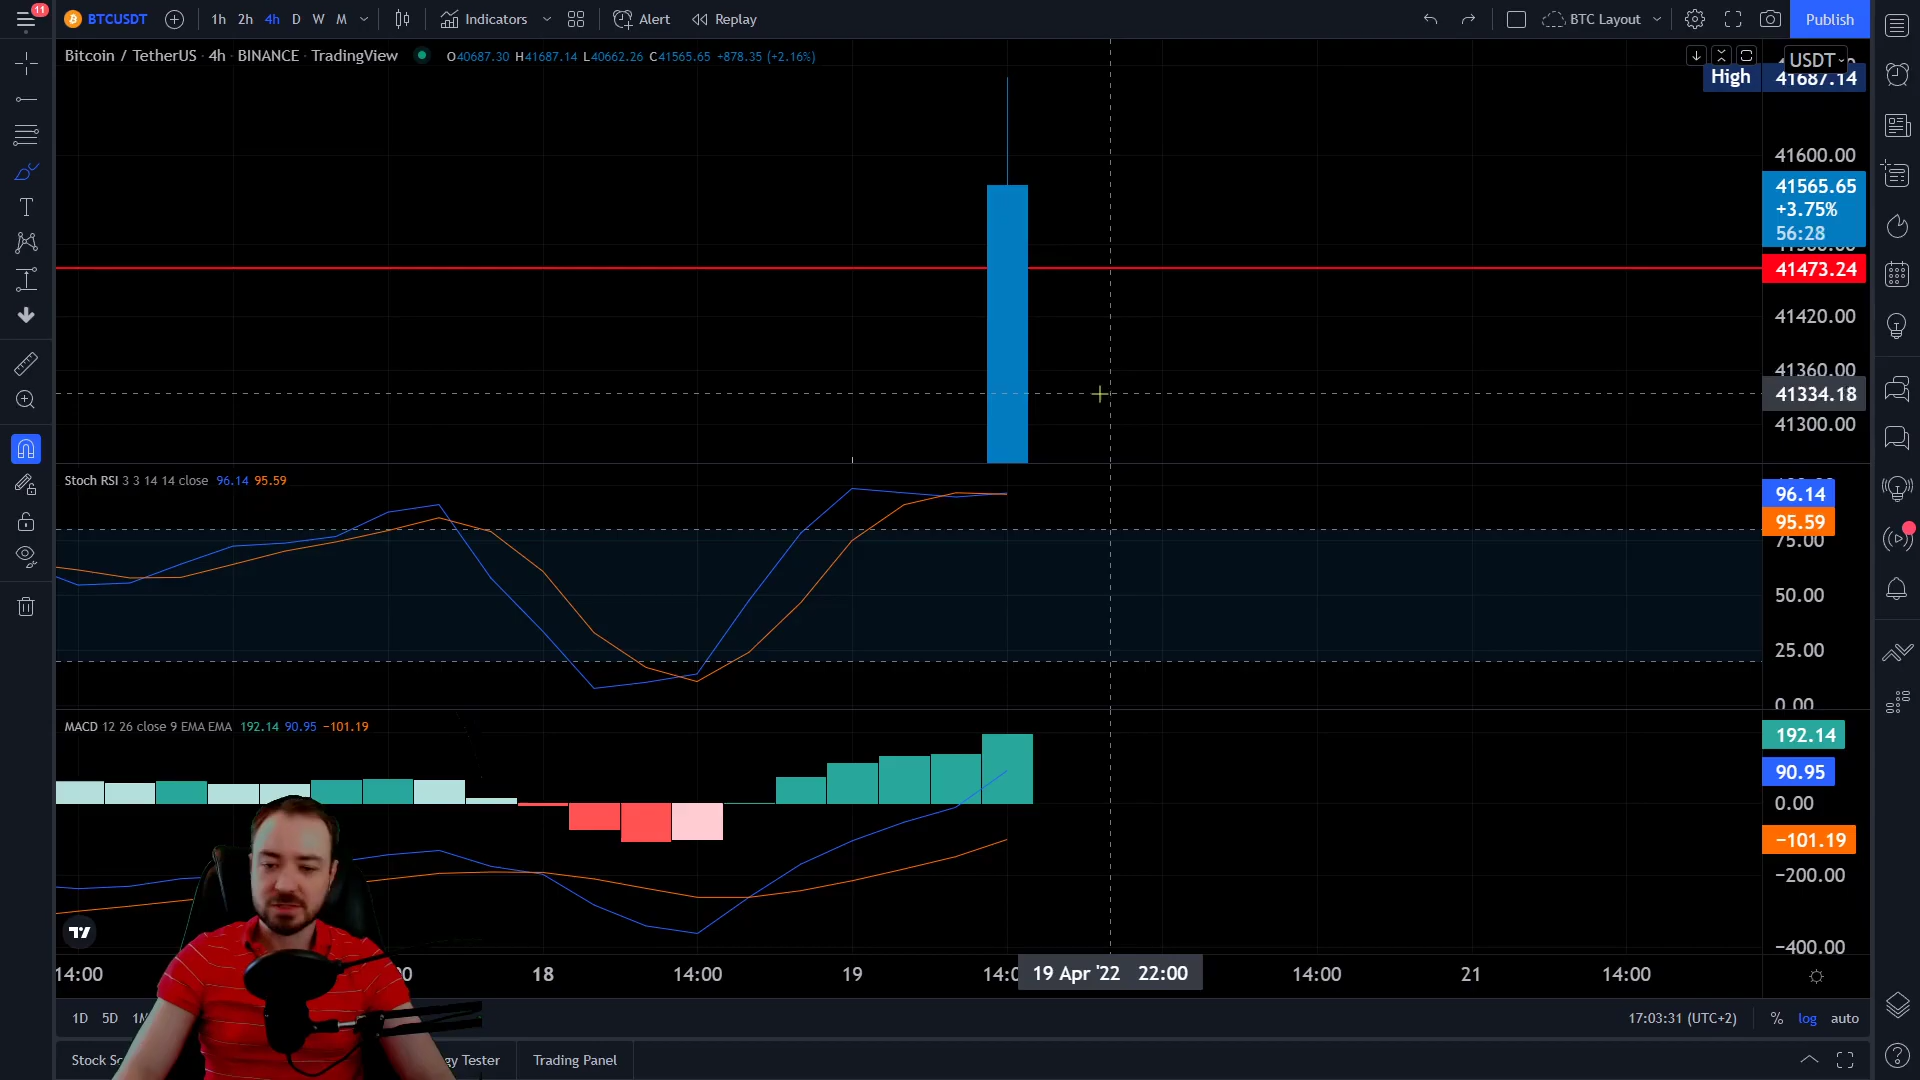 11
BTCUSDT 1h 2h 4h D W M Indicators Alert Replay BTC Layout Publish
Bitcoin / TetherUS · 4h · BINANCE · TradingView O40687.30 H41687.14 L40662.26 C41565.65 +878.35 (+2.16%)
USDT
High 41687.14
41600.00
41565.65
+3.75%
56:28
41473.24
41420.00
41360.00
41334.18
41300.00
Stoch RSI 3 3 14 14 close 96.14 95.59
96.14
95.59
75.00
50.00
25.00
0.00
MACD 12 26 close 9 EMA EMA 192.14 90.95 −101.19
192.14
90.95
0.00
−101.19
−200.00
−400.00
14:00 18 14:00 19 19 Apr '22 22:00 14:00 21 14:00
1D 5D 17:03:31 (UTC+2) % log auto
Stock Tester Trading Panel